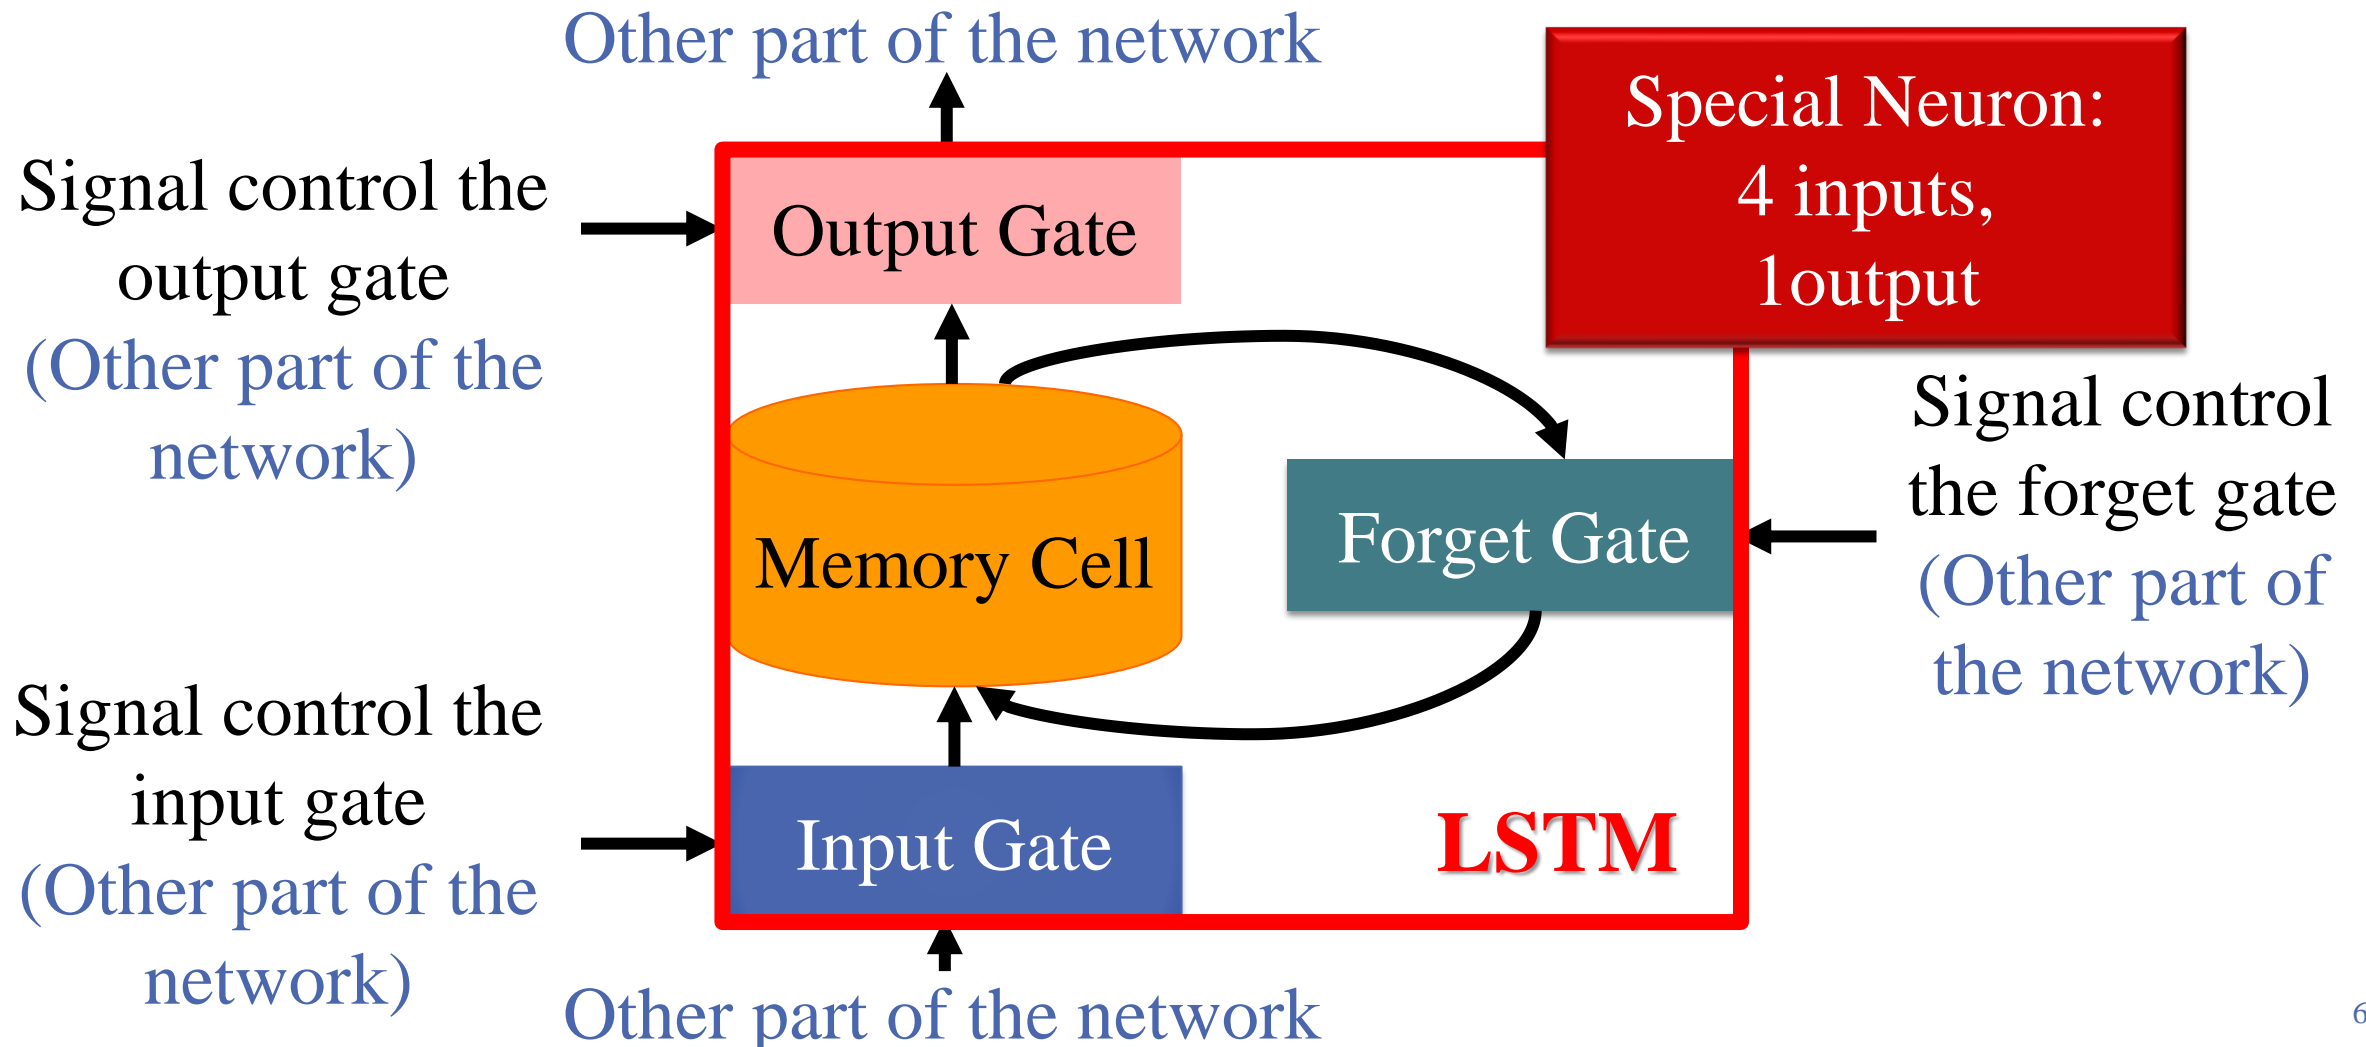 Other part of the network
Special Neuron:
4 inputs,
1output
Signal control the
output gate
(Other part of the
network)
Output Gate
Signal control
the forget gate
(Other part of
the network)
Forget Gate
Memory Cell
Signal control the
input gate
(Other part of the
network)
Input Gate
LSTM
Other part of the network
6